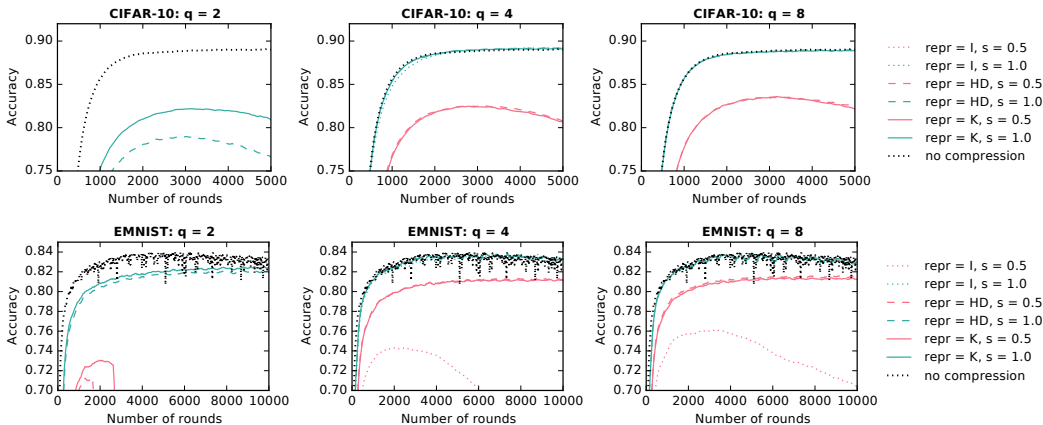 CIFAR-10: q = 2
CIFAR-10: q = 4
CIFAR-10: q = 8
Accuracy
0.90
0.85
0.80
0.75
0 1000 2000 3000 4000 5000
Number of rounds
Accuracy
0.90
0.85
0.80
0.75
0 1000 2000 3000 4000 5000
Number of rounds
Accuracy
0.90
0.85
0.80
0.75
0 1000 2000 3000 4000 5000
Number of rounds
repr = I, s = 0.5
repr = I, s = 1.0
repr = HD, s = 0.5
repr = HD, s = 1.0
repr = K, s = 0.5
repr = K, s = 1.0
no compression
EMNIST: q = 2
EMNIST: q = 4
EMNIST: q = 8
Accuracy
0.84
0.82
0.80
0.78
0.76
0.74
0.72
0.70
0 2000 4000 6000 8000 10000
Number of rounds
Accuracy
0.84
0.82
0.80
0.78
0.76
0.74
0.72
0.70
0 2000 4000 6000 8000 10000
Number of rounds
Accuracy
0.84
0.82
0.80
0.78
0.76
0.74
0.72
0.70
0 2000 4000 6000 8000 10000
Number of rounds
repr = I, s = 0.5
repr = I, s = 1.0
repr = HD, s = 0.5
repr = HD, s = 1.0
repr = K, s = 0.5
repr = K, s = 1.0
no compression